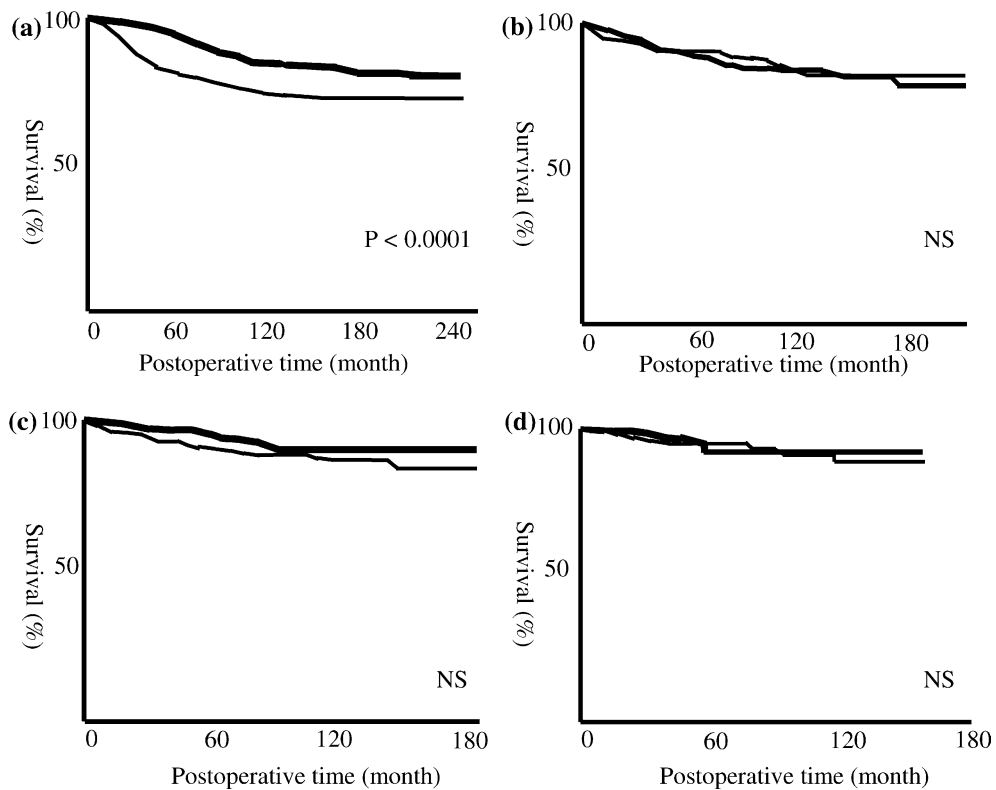 (a)
100
50
Survival (%)
P < 0.0001
0 60 120 180 240
Postoperative time (month)
(b)
100
50
Survival (%)
NS
0 60 120 180
Postoperative time (month)
(c)
100
50
Survival (%)
NS
0 60 120 180
Postoperative time (month)
(d)
100
50
Survival (%)
NS
0 60 120 180
Postoperative time (month)